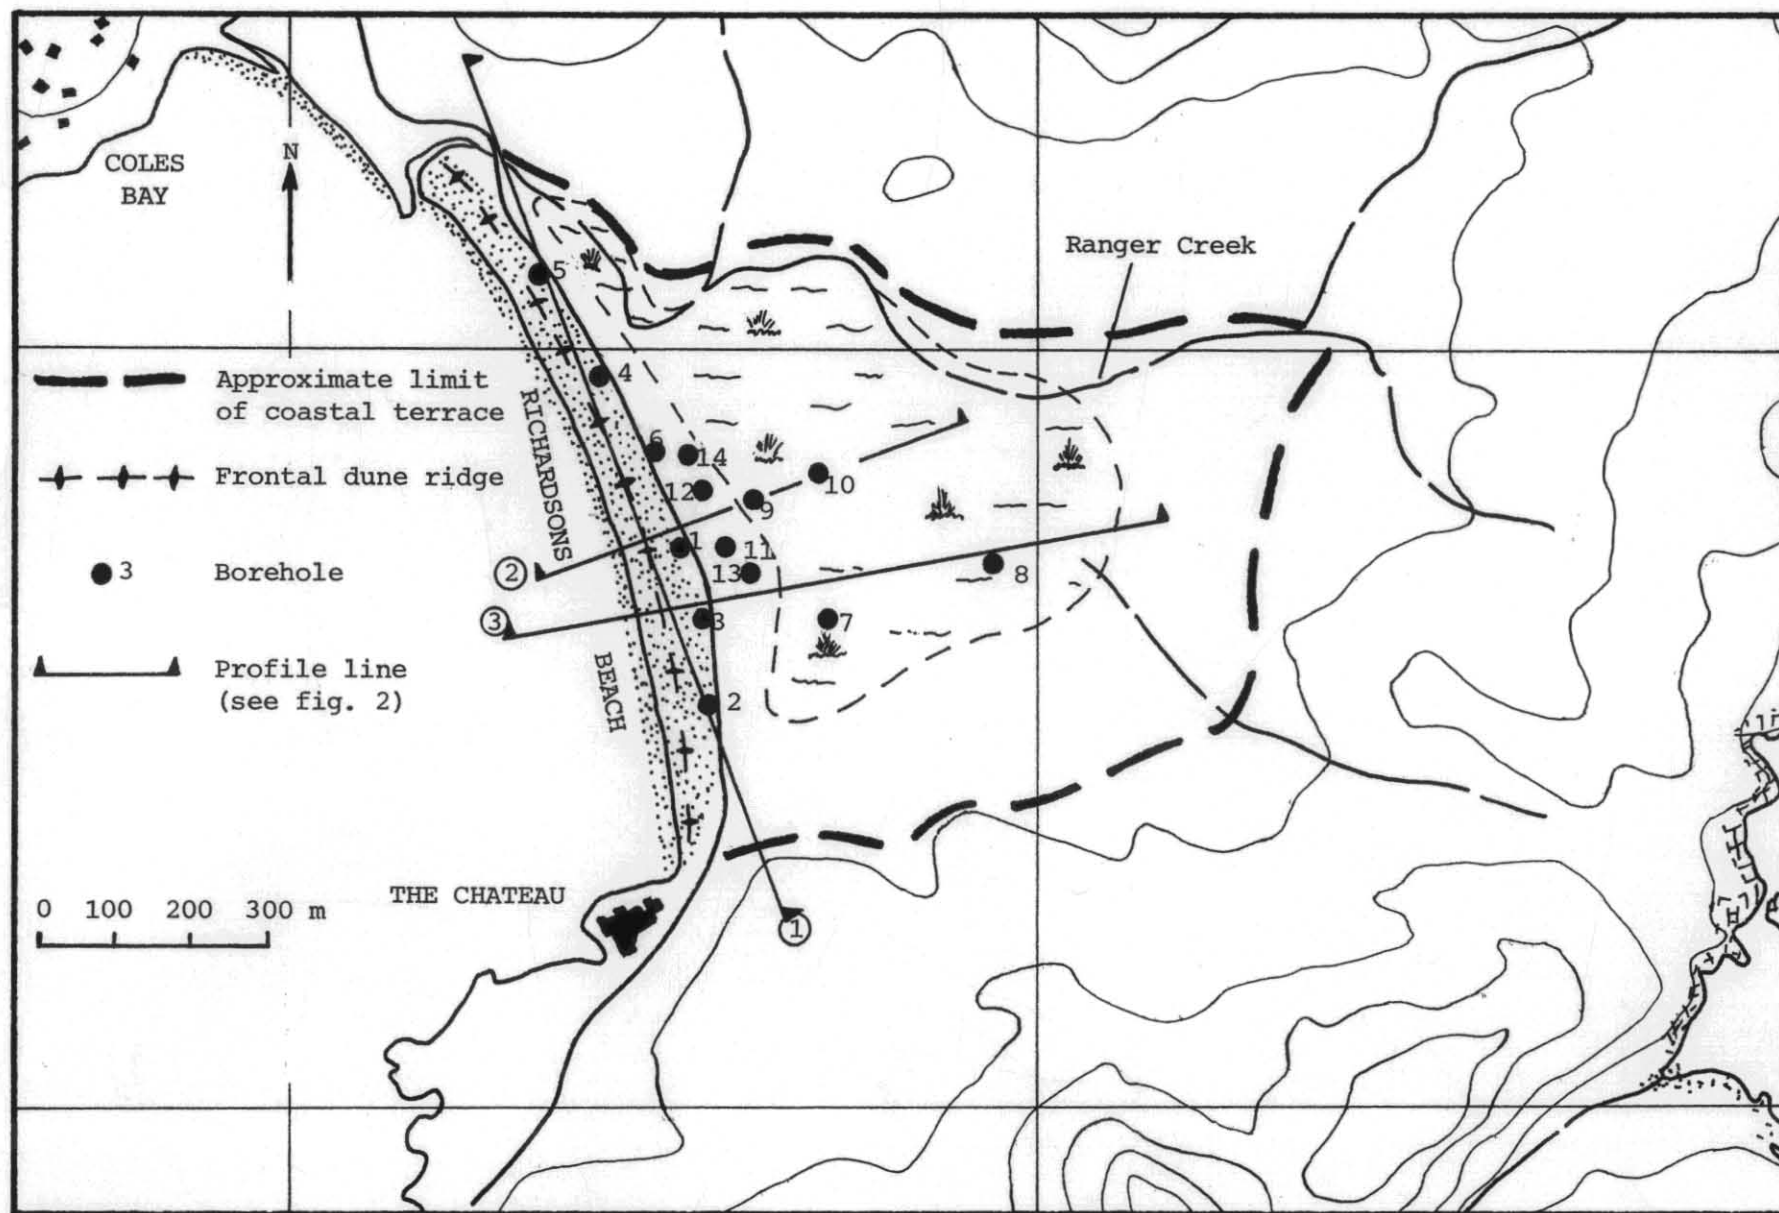 COLES
BAY
N
Ranger Creek
5
4
Approximate limit
of coastal terrace
RICHARDSONS
BEACH
6
14
12
10
9
Frontal dune ridge
1
11
13
8
3
Borehole
2
3
3
7
2
Profile line
(see fig. 2)
THE CHATEAU
0 100 200 300 m
1